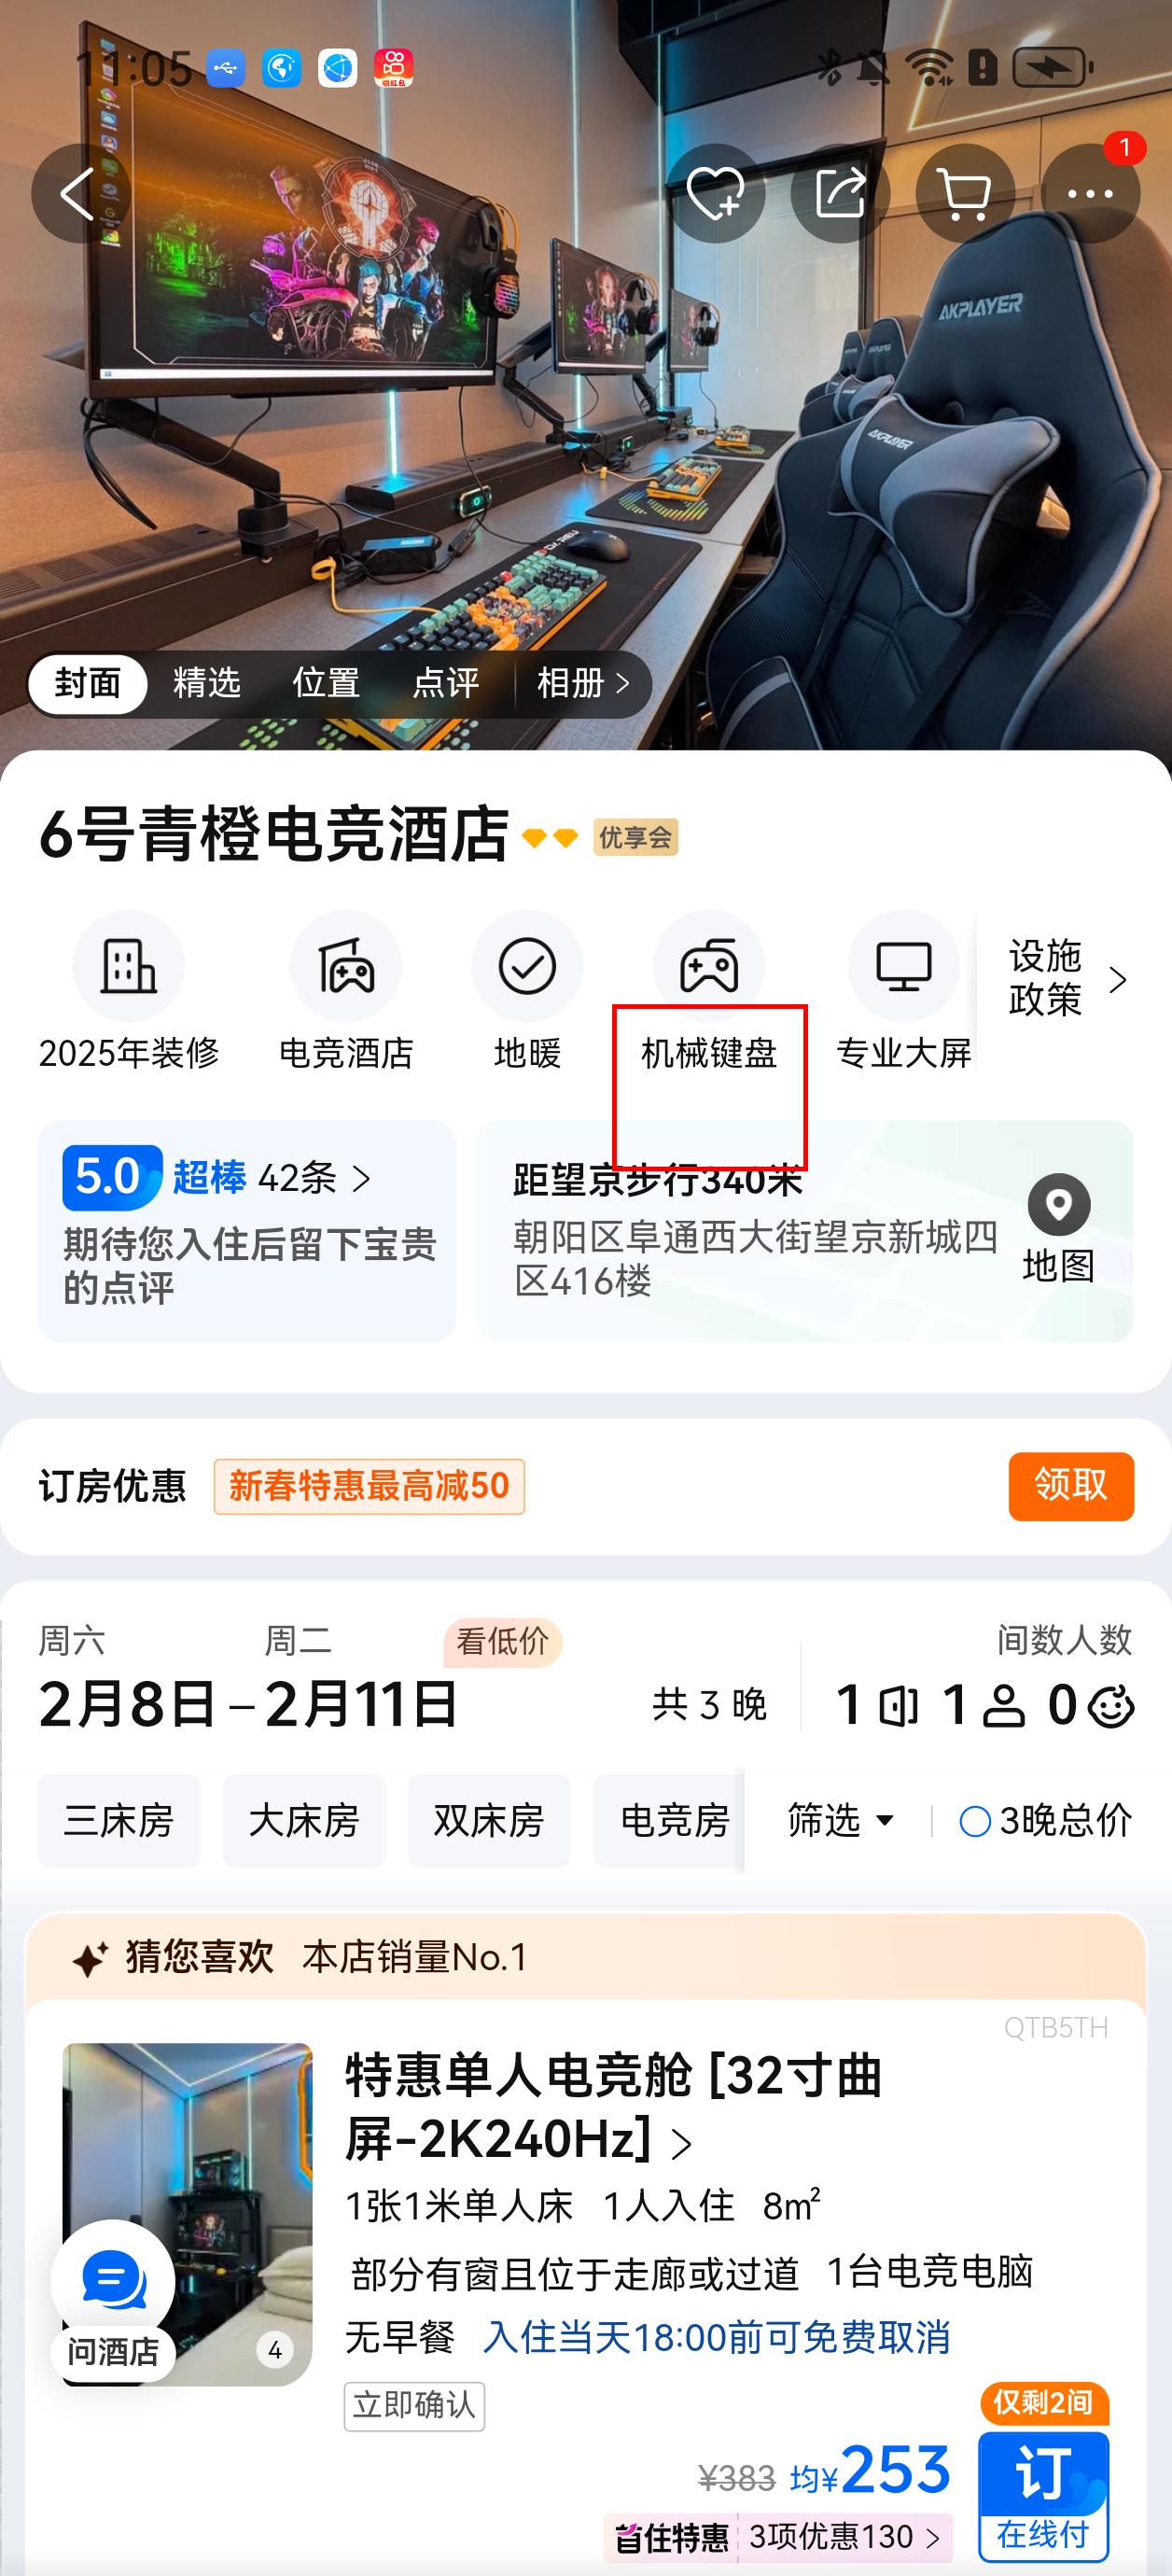 11:05
1
AKPLAYER
AKPLAYER
封面 精选 位置 点评 相册
6号青橙电竞酒店 优享会
2025年装修 电竞酒店 地暖 机械键盘 专业大屏
设施
政策
5.0 超棒 42条
期待您入住后留下宝贵
的点评
距望京步行340米
朝阳区阜通西大街望京新城四
区416楼
地图
订房优惠 新春特惠最高减50 领取
周六 周二 看低价 间数人数
2月8日 – 2月11日 共 3 晚 1 1 0
三床房 大床房 双床房 电竞房 筛选 3晚总价
猜您喜欢 本店销量No.1
QTB5TH
特惠单人电竞舱 [32寸曲
屏-2K240Hz]
1张1米单人床 1人入住 8㎡
部分有窗且位于走廊或过道 1台电竞电脑
无早餐 入住当天18:00前可免费取消
问酒店
4
立即确认
仅剩2间
¥383 均¥253
订
在线付
首住特惠 3项优惠130